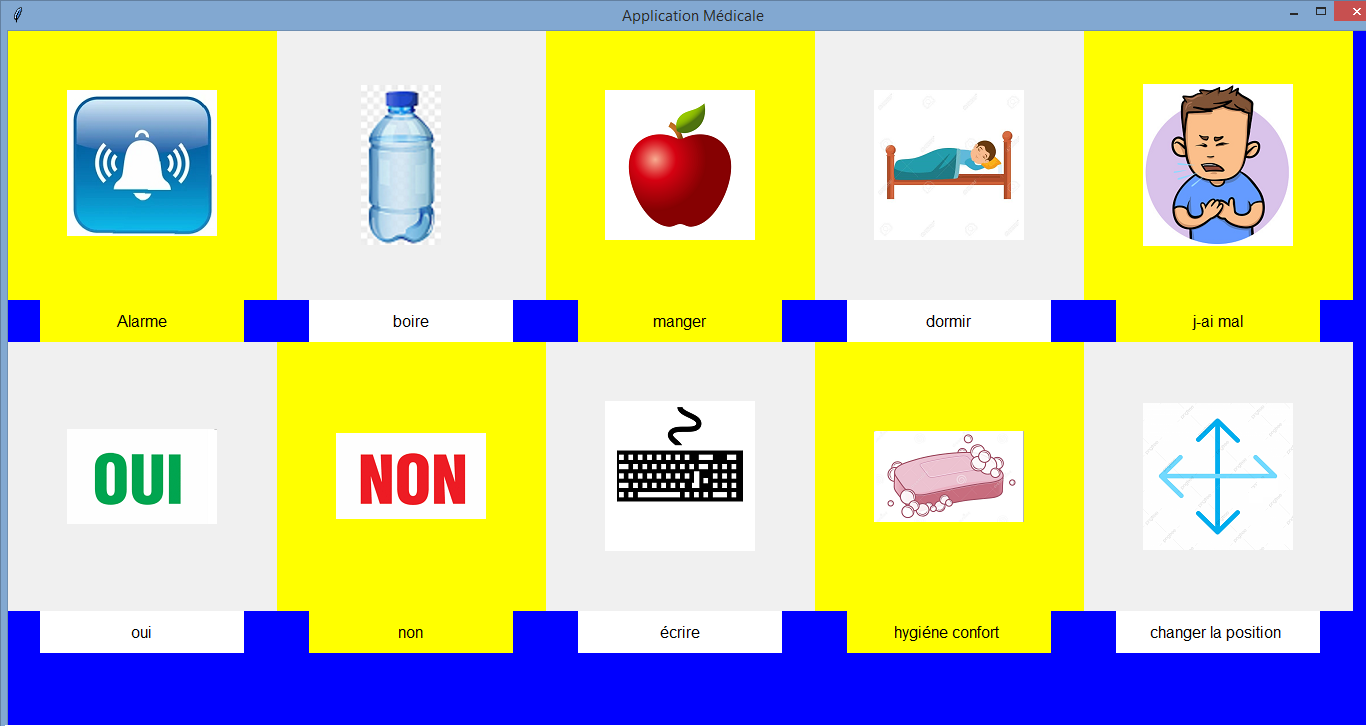 Application Médicale
Alarme
boire
manger
dormir
j-ai mal
OUI
NON
oui
non
écrire
hygiéne confort
changer la position